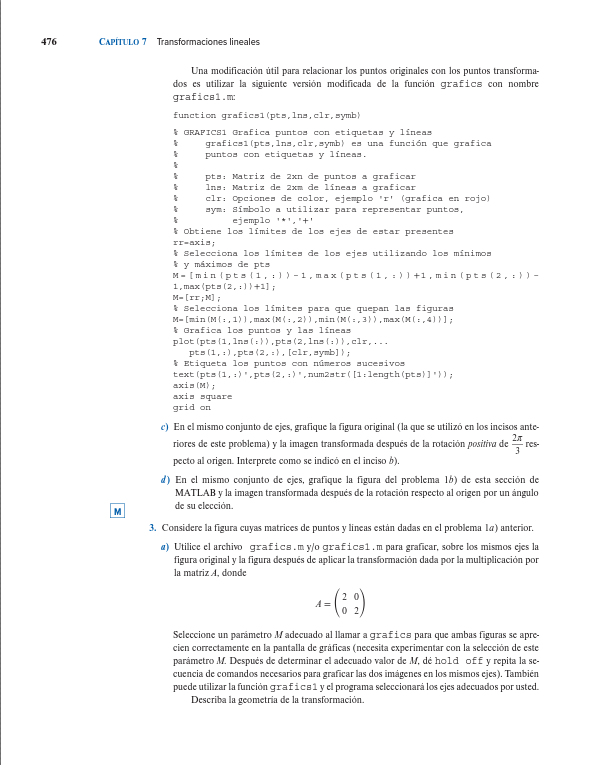 476 CAPÍTULO 7 Transformaciones lineales
Una modificación útil para relacionar los puntos originales con los puntos transforma-
dos es utilizar la siguiente versión modificada de la función grafics con nombre
grafics1.m:
function grafics1(pts,lns,clr,symb)
% GRAFICS1 Grafica puntos con etiquetas y líneas
% grafics1(pts,lns,clr,symb) es una función que grafica
% puntos con etiquetas y líneas.
%
% pts: Matriz de 2xn de puntos a graficar
% lns: Matriz de 2xm de líneas a graficar
% clr: Opciones de color, ejemplo 'r' (grafica en rojo)
% sym: Símbolo a utilizar para representar puntos,
% ejemplo '*','+'
% Obtiene los límites de los ejes de estar presentes
rr=axis;
% Selecciona los límites de los ejes utilizando los mínimos
% y máximos de pts
M=[min(pts(1,:))-1,max(pts(1,:))+1,min(pts(2,:))-
1,max(pts(2,:))+1];
M=[rr;M];
% Selecciona los límites para que quepan las figuras
M=[min(M(:,1)),max(M(:,2)),min(M(:,3)),max(M(:,4))];
% Grafica los puntos y las líneas
plot(pts(1,lns(:)),pts(2,lns(:)),clr,...
pts(1,:),pts(2,:),[clr,symb]);
% Etiqueta los puntos con números sucesivos
text(pts(1,:)',pts(2,:)',num2str([1:length(pts)]'));
axis(M);
axis square
grid on
c) En el mismo conjunto de ejes, grafique la figura original (la que se utilizó en los incisos ante-
riores de este problema) y la imagen transformada después de la rotación positiva de 2π/3 res-
pecto al origen. Interprete como se indicó en el inciso b).
d) En el mismo conjunto de ejes, grafique la figura del problema 1b) de esta sección de
MATLAB y la imagen transformada después de la rotación respecto al origen por un ángulo
de su elección.
M
3. Considere la figura cuyas matrices de puntos y líneas están dadas en el problema 1a) anterior.
a) Utilice el archivo grafics.m y/o grafics1.m para graficar, sobre los mismos ejes la
figura original y la figura después de aplicar la transformación dada por la multiplicación por
la matriz A, donde
A = (2 0
0 2)
Seleccione un parámetro M adecuado al llamar a grafics para que ambas figuras se apre-
cien correctamente en la pantalla de gráficas (necesita experimentar con la selección de este
parámetro M. Después de determinar el adecuado valor de M, dé hold off y repita la se-
cuencia de comandos necesarios para graficar las dos imágenes en los mismos ejes). También
puede utilizar la función grafics1 y el programa seleccionará los ejes adecuados por usted.
Describa la geometría de la transformación.